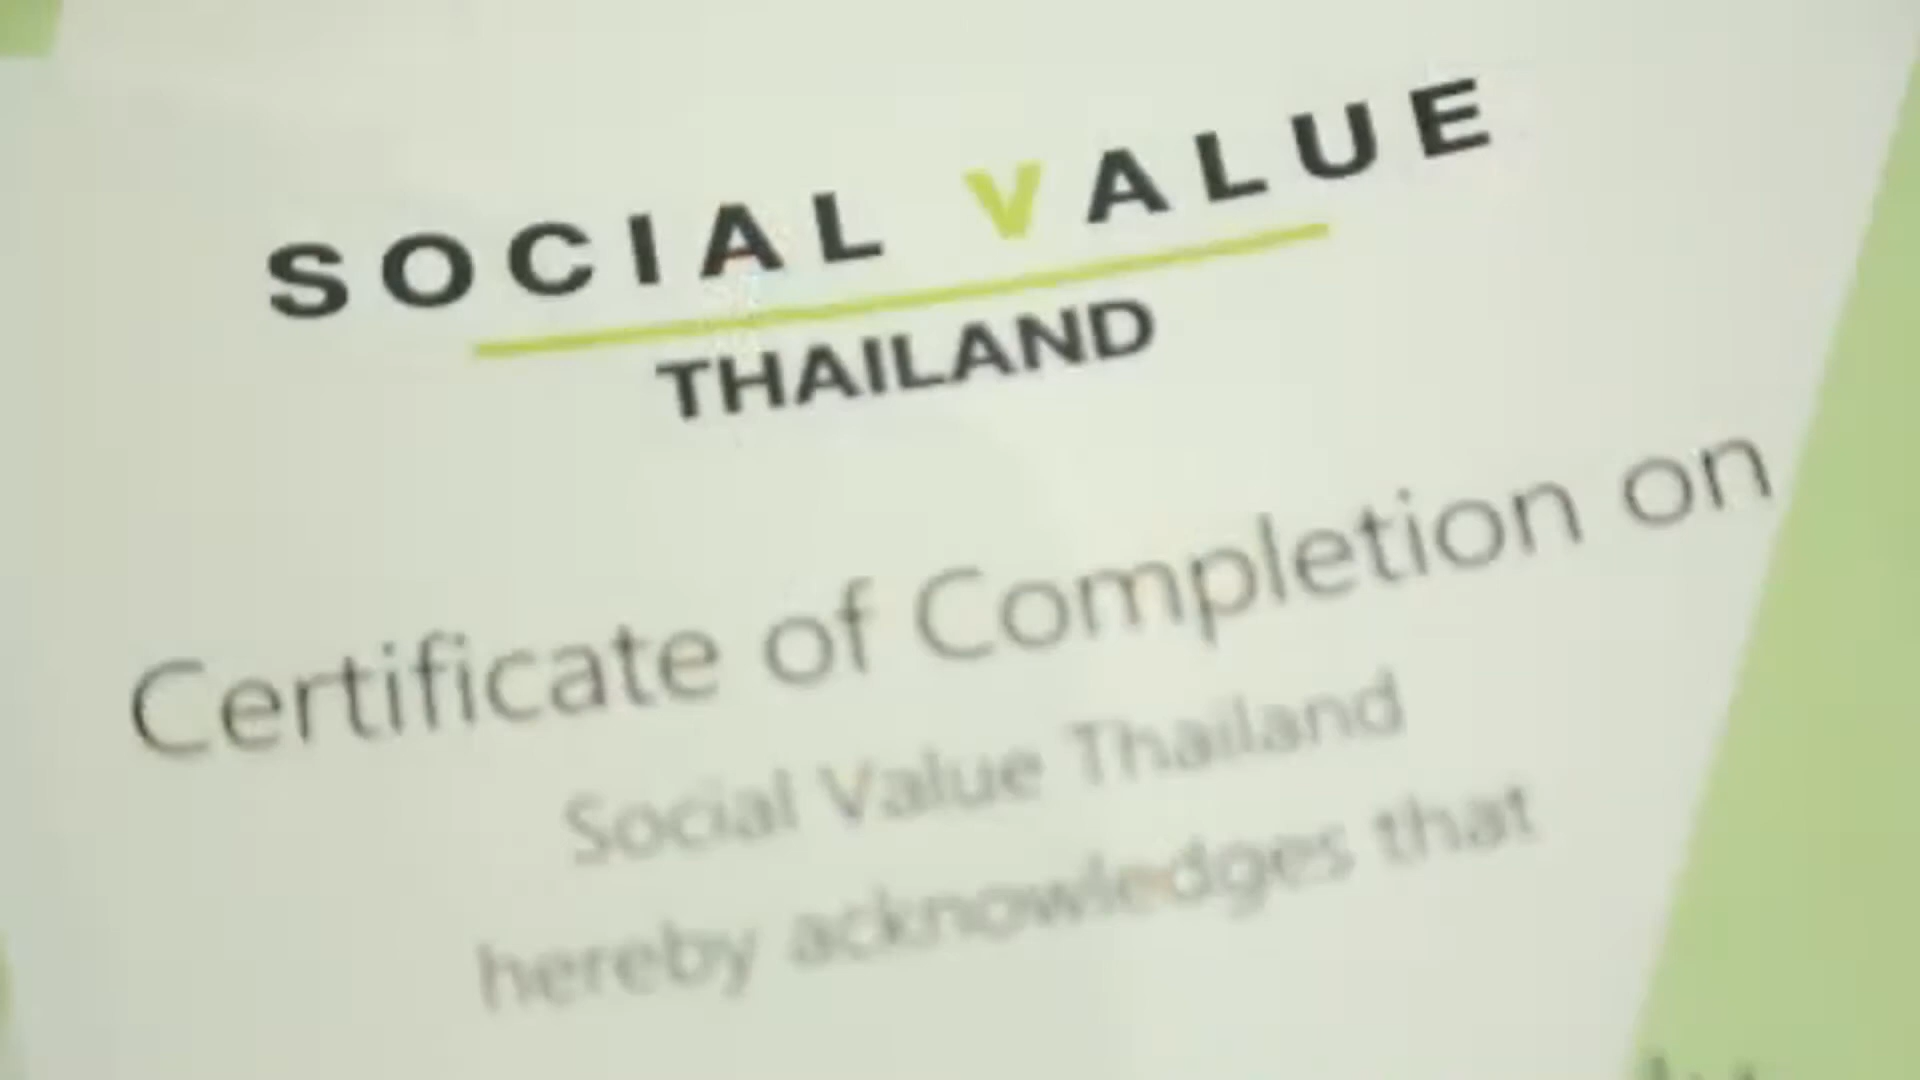 SOCIAL VALUE
THAILAND
Certificate of Completion on
Social Value Thailand
hereby acknowledges that